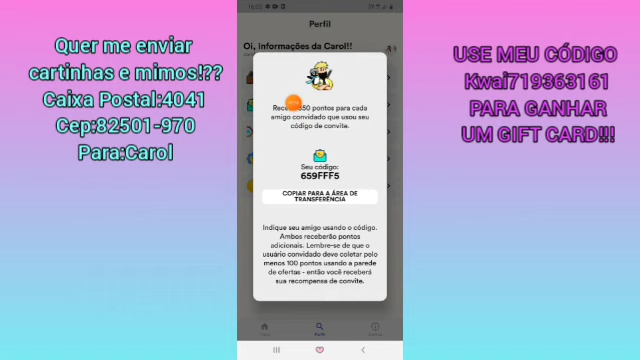 Quer me enviar
cartinhas e mimos!??
Caixa Postal:4041
Cep:82501-970
Para:Carol
16:22
Perfil
Oi, Informações da Carol!!
350 pontos para cada
amigo convidado que usou seu
código de convite.
Seu código:
659FFF5
COPIAR PARA A ÁREA DE
TRANSFERÊNCIA
Indique seu amigo usando o código.
Ambos receberão pontos
adicionais. Lembre-se de que o
usuário convidado deve coletar pelo
menos 100 pontos usando a parede
de ofertas - então você receberá
sua recompensa de convite.
Perfil
USE MEU CÓDIGO
Kwai719363161
PARA GANHAR
UM GIFT CARD!!!